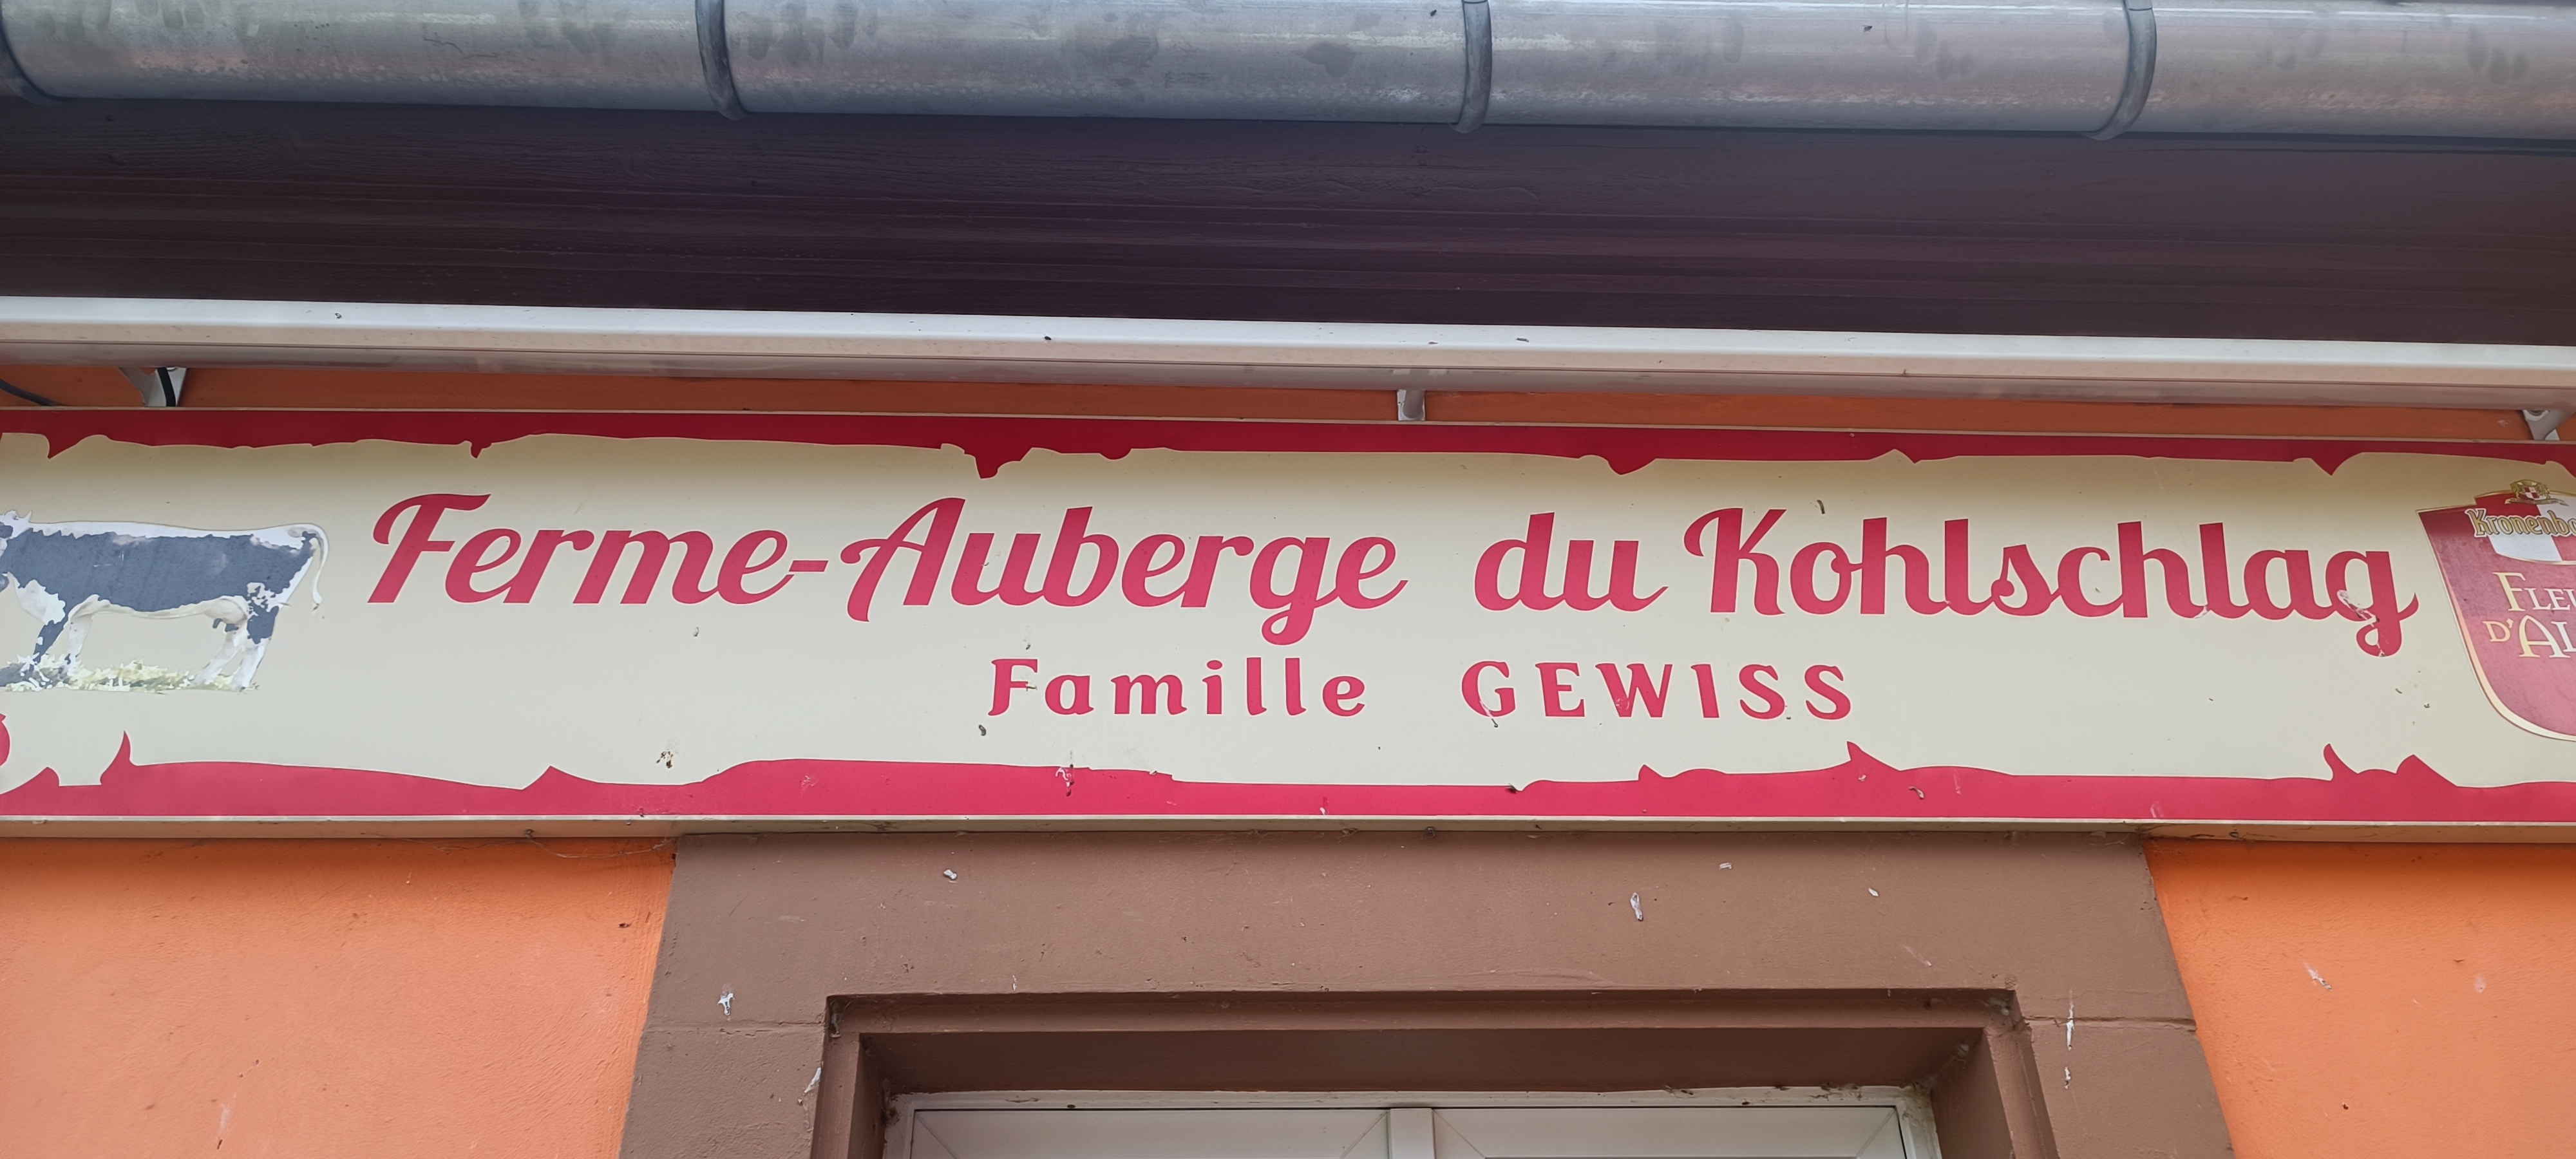 Ferme-Auberge du Kohlschlag
Famille GEWISS